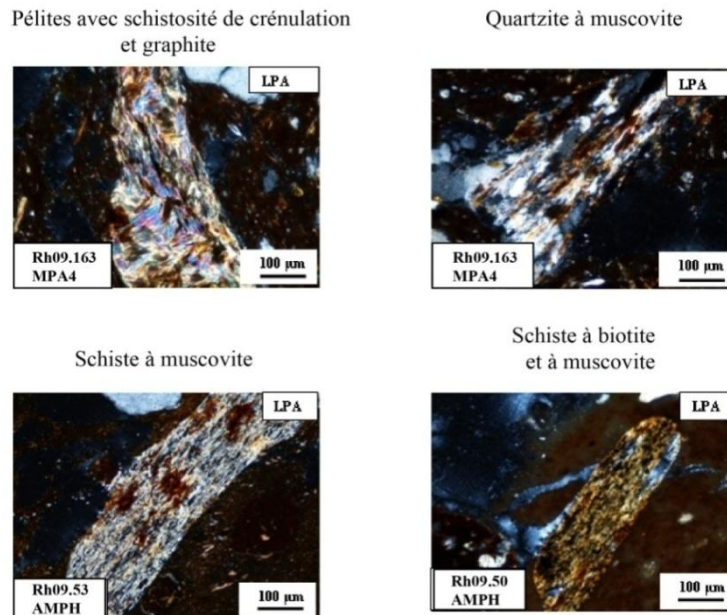 Pélites avec schistosité de crénulation
et graphite
LPA
Rh09.163
MPA4
100 µm
Quartzite à muscovite
LPA
Rh09.163
MPA4
100 µm
Schiste à muscovite
LPA
Rh09.53
AMPH
100 µm
Schiste à biotite
et à muscovite
LPA
Rh09.50
AMPH
100 µm